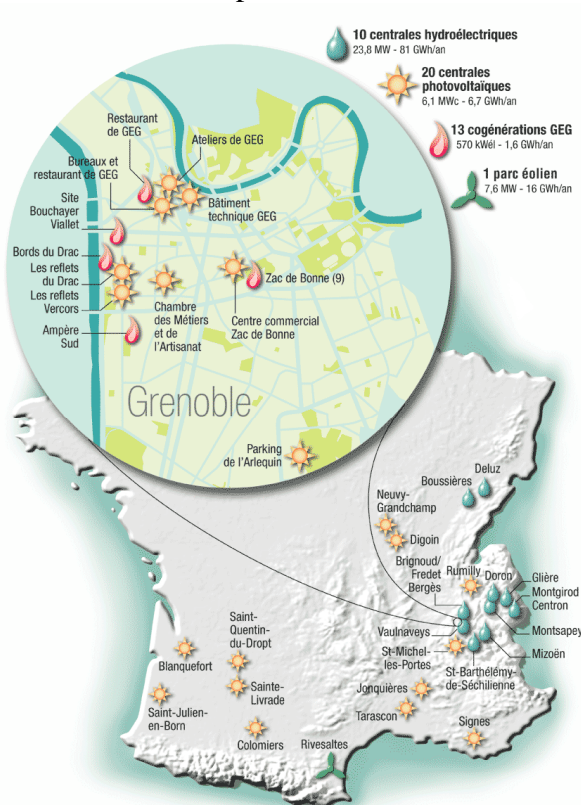 10 centrales hydroélectriques
23,8 MW - 81 GWh/an
20 centrales
photovoltaïques
6,1 MWc - 6,7 GWh/an
13 cogénérations GEG
570 kWél - 1,6 GWh/an
1 parc éolien
7,6 MW - 16 GWh/an
Restaurant
de GEG
Ateliers de GEG
Bureaux et
restaurant de GEG
Bâtiment
technique GEG
Site
Bouchayer
Viallet
Bords du Drac
Les reflets
du Drac
Les reflets
Vercors
Ampère
Sud
Chambre
des Métiers
et de
l'Artisanat
Zac de Bonne (9)
Centre commercial
Zac de Bonne
Grenoble
Parking
de l'Arlequin
Deluz
Boussières
Neuvy-
Grandchamp
Digoin
Brignoud/
Fredet
Bergès
Rumilly
Doron
Glière
Montgirod
Centron
Montsapey
Mizoën
Vaulnaveys
St-Michel-
les-Portes
St-Barthélémy-
de-Séchilienne
Saint-
Quentin-
du-Dropt
Blanquefort
Sainte-
Livrade
Saint-Julien-
en-Born
Colomiers
Jonquières
Tarascon
Signes
Rivesaltes